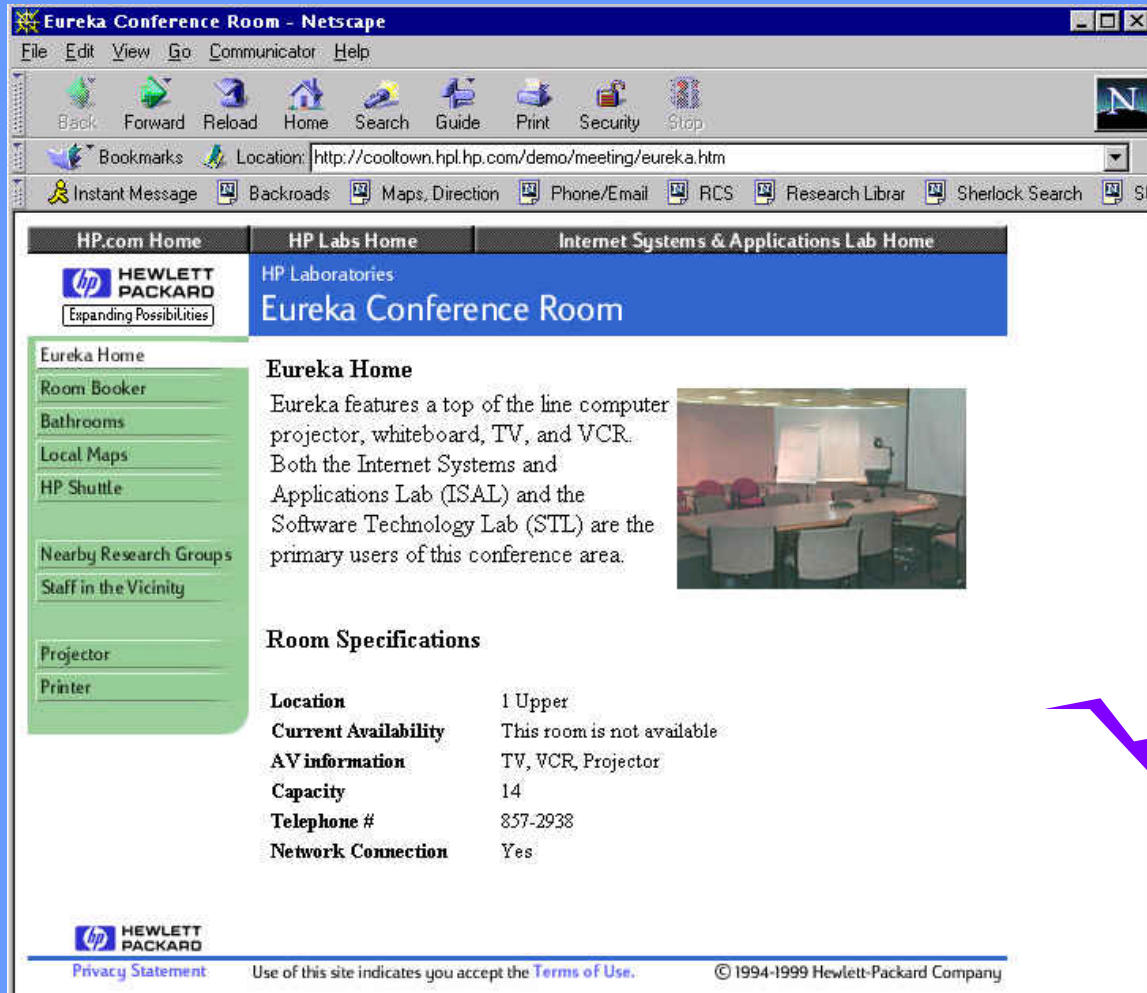 Eureka Conference Room - Netscape
File Edit View Go Communicator Help
Back Forward Reload Home Search Guide Print Security Stop
N
Bookmarks Location: http://cooltown.hpl.hp.com/demo/meeting/eureka.htm
Instant Message Backroads Maps, Direction Phone/Email RCS Research Librar Sherlock Search
HP.com Home HP Labs Home Internet Systems & Applications Lab Home
hp HEWLETT
PACKARD
Expanding Possibilities
HP Laboratories
Eureka Conference Room
Eureka Home
Room Booker
Bathrooms
Local Maps
HP Shuttle
Nearby Research Groups
Staff in the Vicinity
Projector
Printer
Eureka Home
Eureka features a top of the line computer
projector, whiteboard, TV, and VCR.
Both the Internet Systems and
Applications Lab (ISAL) and the
Software Technology Lab (STL) are the
primary users of this conference area.
Room Specifications
Location 1 Upper
Current Availability This room is not available
AV information TV, VCR, Projector
Capacity 14
Telephone # 857-2938
Network Connection Yes
hp HEWLETT
PACKARD
Privacy Statement Use of this site indicates you accept the Terms of Use. © 1994-1999 Hewlett-Packard Company